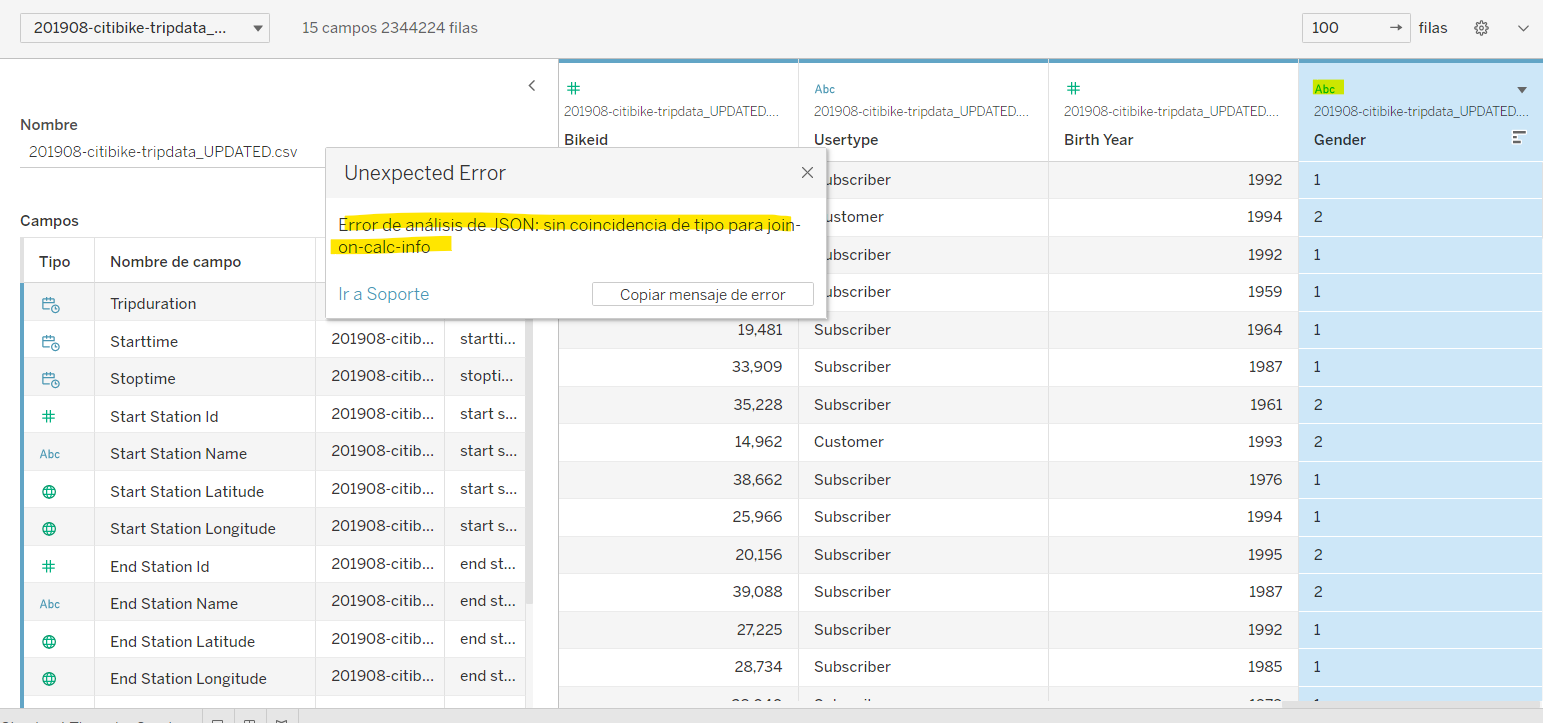 201908-citibike-tripdata_...
15 campos 2344224 filas
100
filas
Nombre
201908-citibike-tripdata_UPDATED.csv
Campos
Tipo
Nombre de campo
Tripduration
Starttime
201908-citib...
startti...
Stoptime
201908-citib...
stopti...
Start Station Id
201908-citib...
start s...
Abc
Start Station Name
201908-citib...
start s...
Start Station Latitude
201908-citib...
start s...
Start Station Longitude
201908-citib...
start s...
End Station Id
201908-citib...
end st...
Abc
End Station Name
201908-citib...
end st...
End Station Latitude
201908-citib...
end st...
End Station Longitude
201908-citib...
end st...
Unexpected Error
Error de análisis de JSON: sin coincidencia de tipo para join-
on-calc-info
Ir a Soporte
Copiar mensaje de error
Abc
Abc
201908-citibike-tripdata_UPDATED....
201908-citibike-tripdata_UPDATED....
201908-citibike-tripdata_UPDATED....
201908-citibike-tripdata_UPDATED....
Bikeid
Usertype
Birth Year
Gender
ubscriber
1992
1
ustomer
1994
2
ubscriber
1992
1
ubscriber
1959
1
19,481
Subscriber
1964
1
33,909
Subscriber
1987
1
35,228
Subscriber
1961
2
14,962
Customer
1993
2
38,662
Subscriber
1976
1
25,966
Subscriber
1994
1
20,156
Subscriber
1995
2
39,088
Subscriber
1987
2
27,225
Subscriber
1992
1
28,734
Subscriber
1985
1